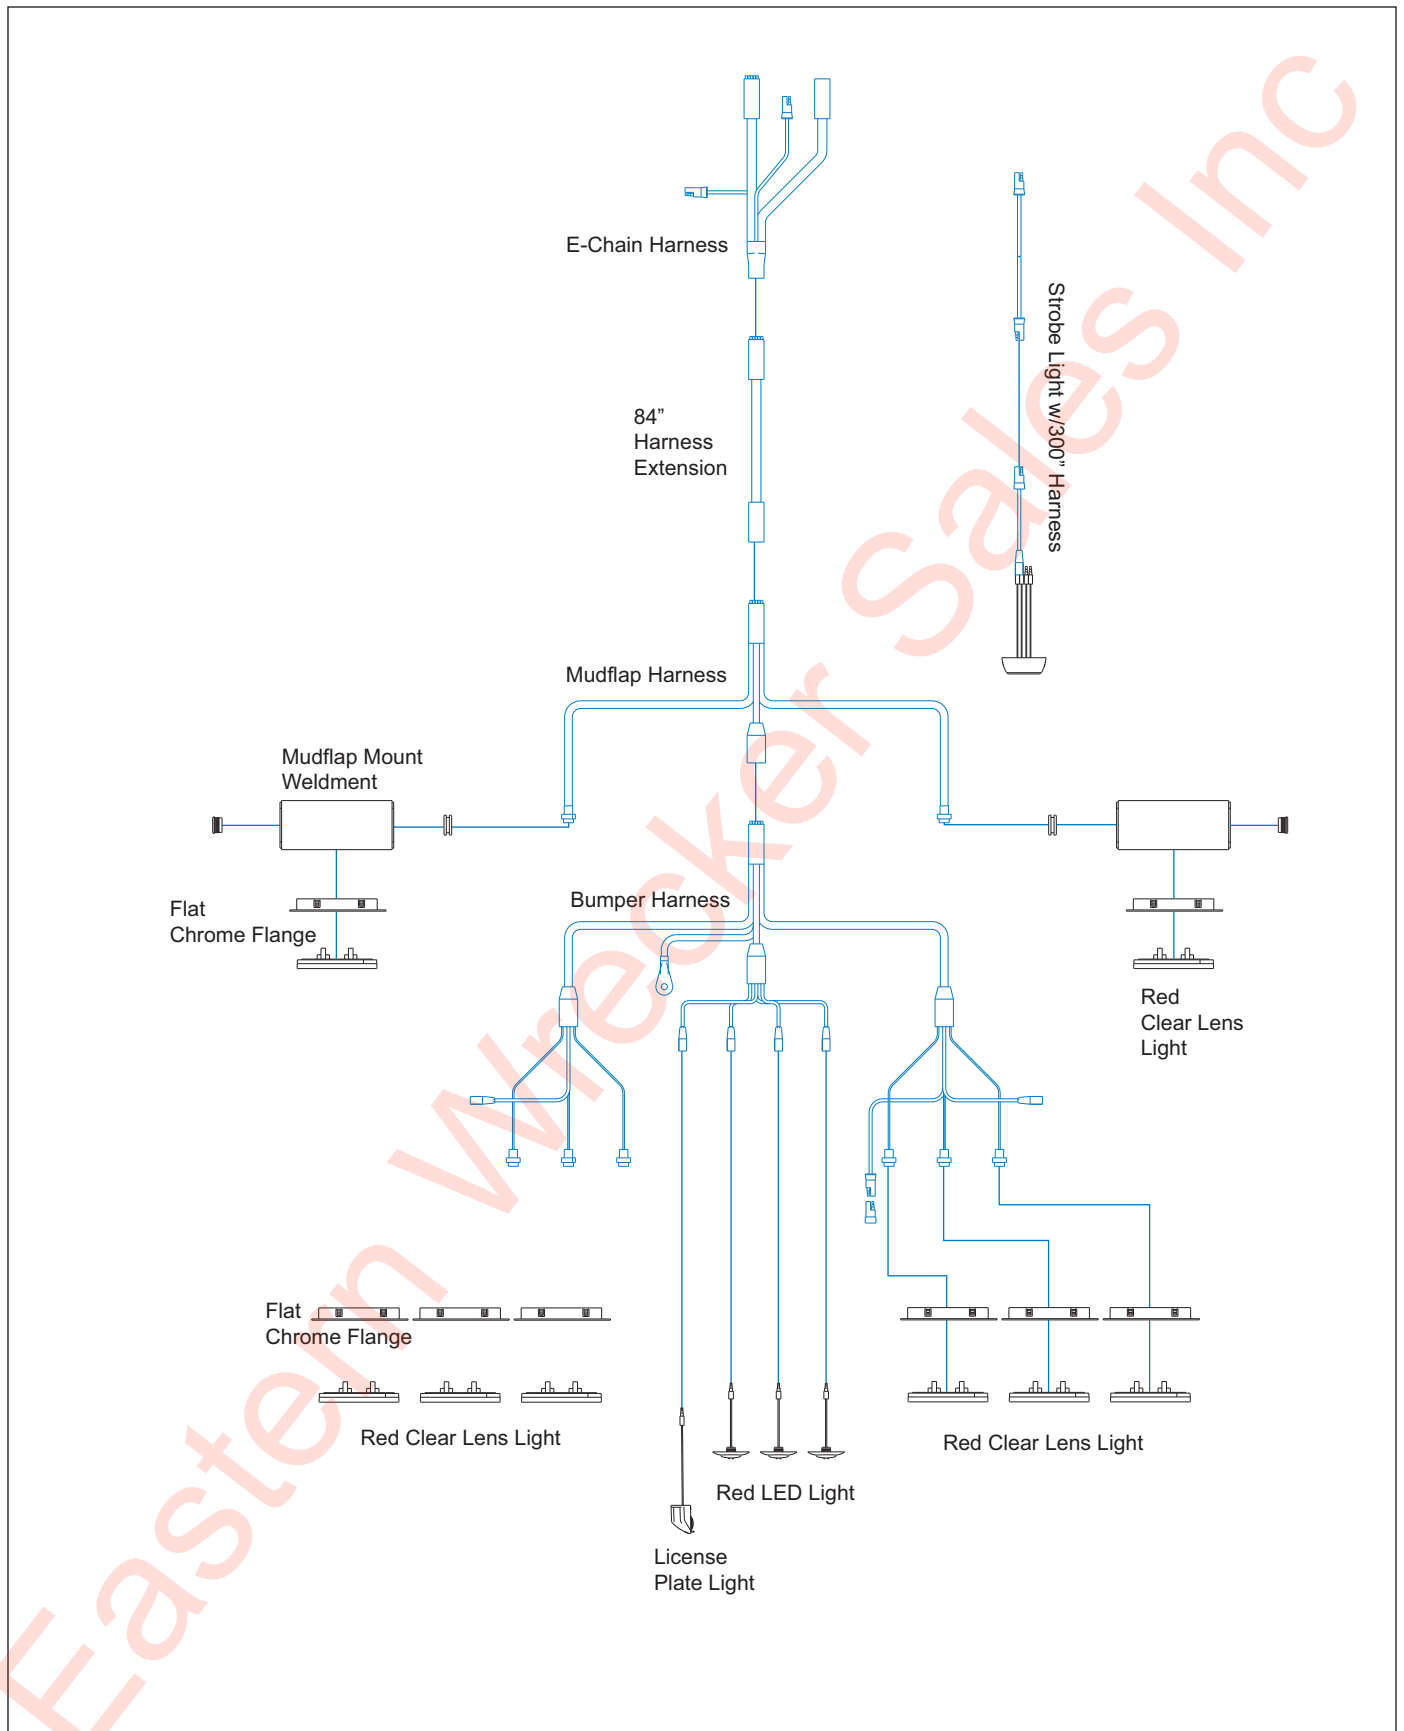 E-Chain Harness
Strobe Light w/300” Harness
84”
Harness
Extension
Mudflap Harness
Mudflap Mount
Weldment
Bumper Harness
Flat
Chrome Flange
Red
Clear Lens
Light
Flat
Chrome Flange
Red Clear Lens Light
Red Clear Lens Light
Red LED Light
License
Plate Light
Eastern Wrecker Sales Inc